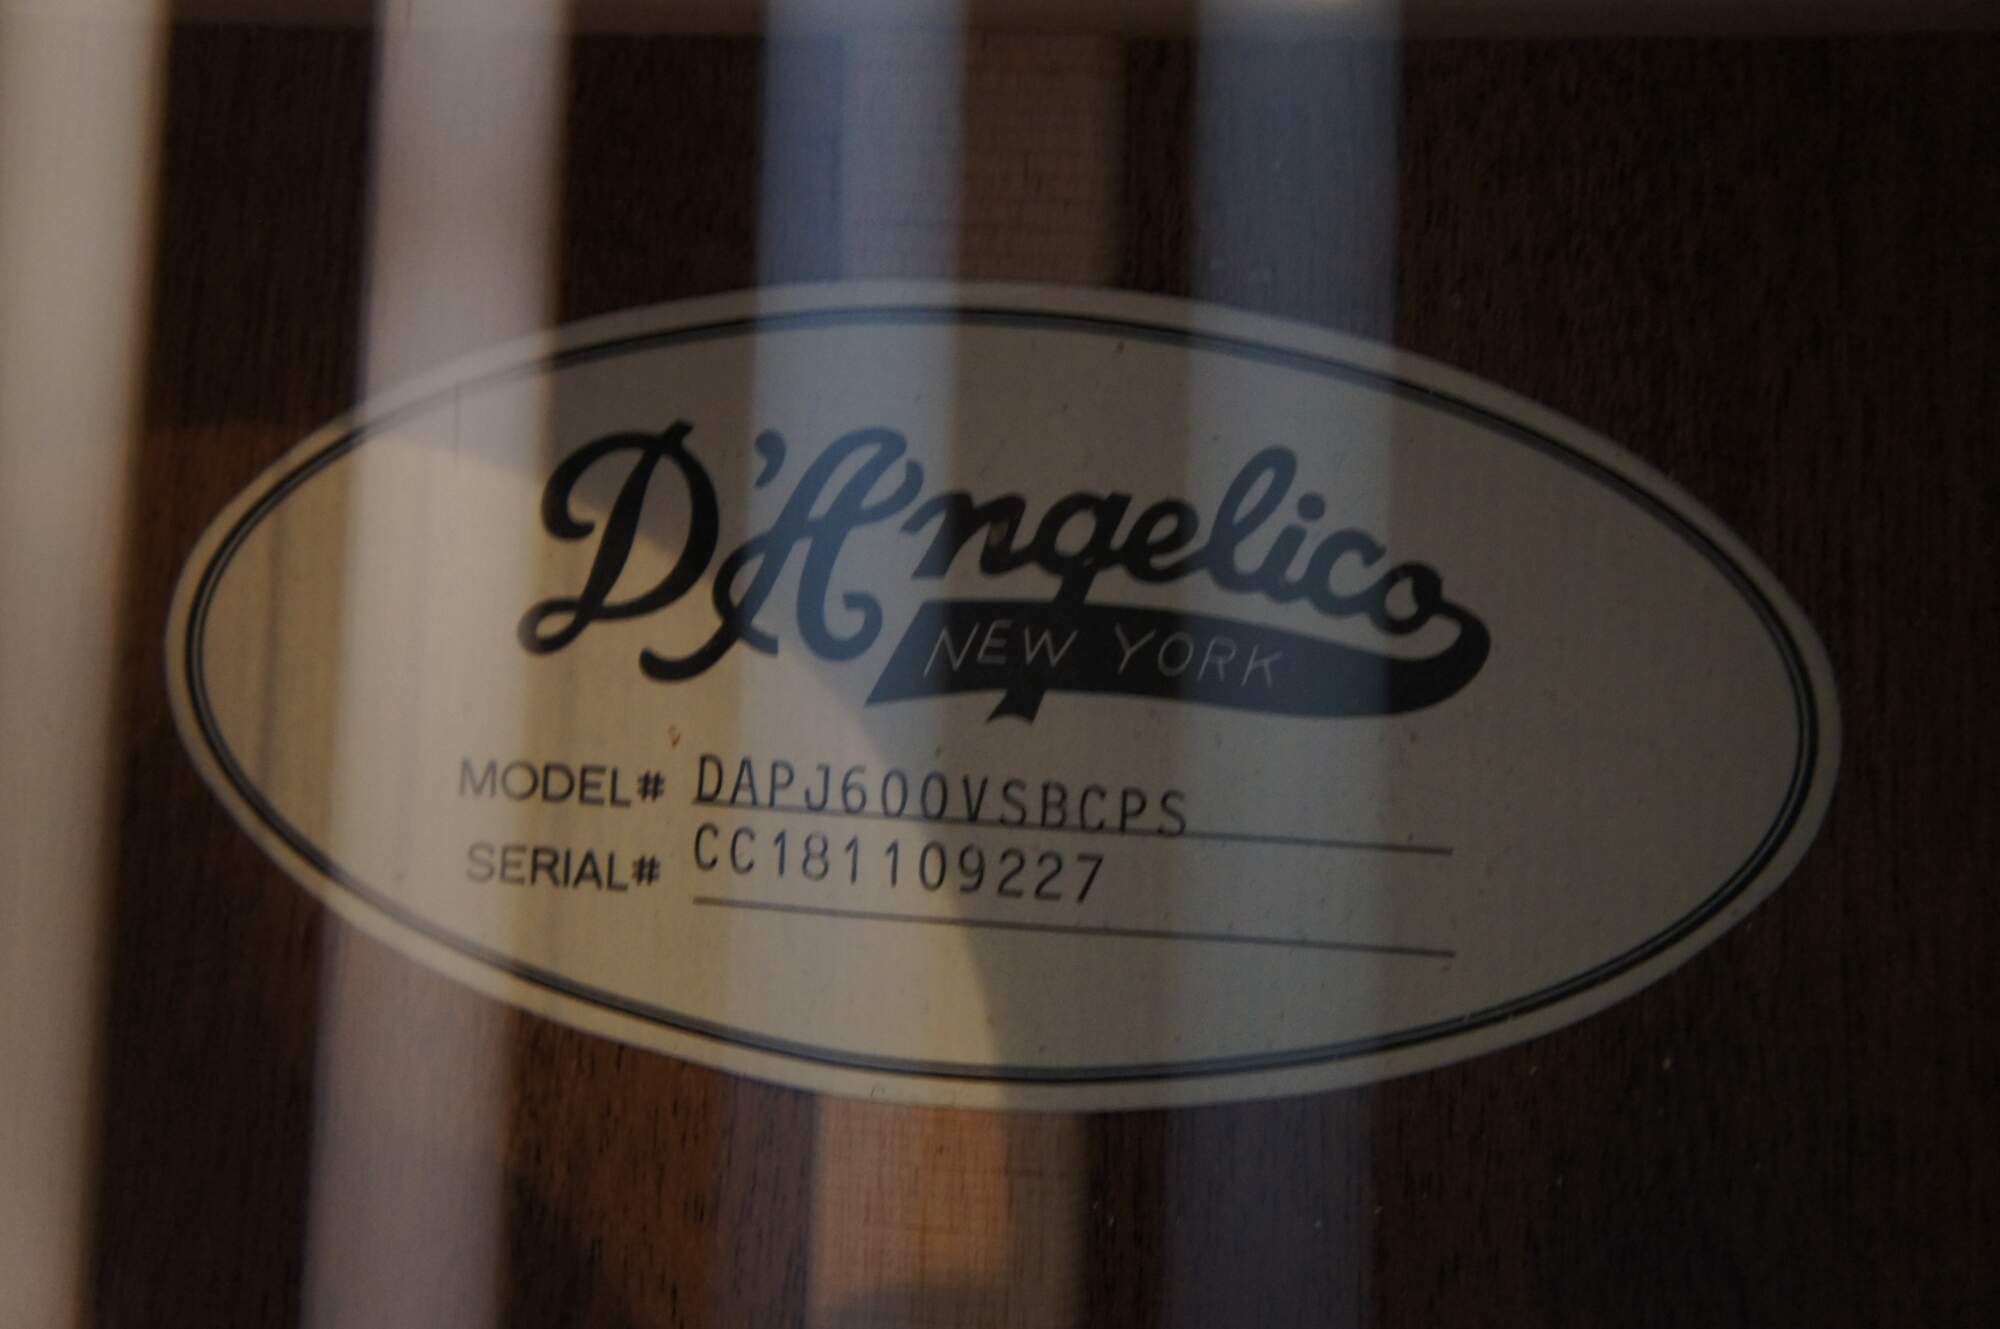 D'Angelico
NEW YORK
MODEL# DAPJ600VSBCPS
SERIAL# CC181109227